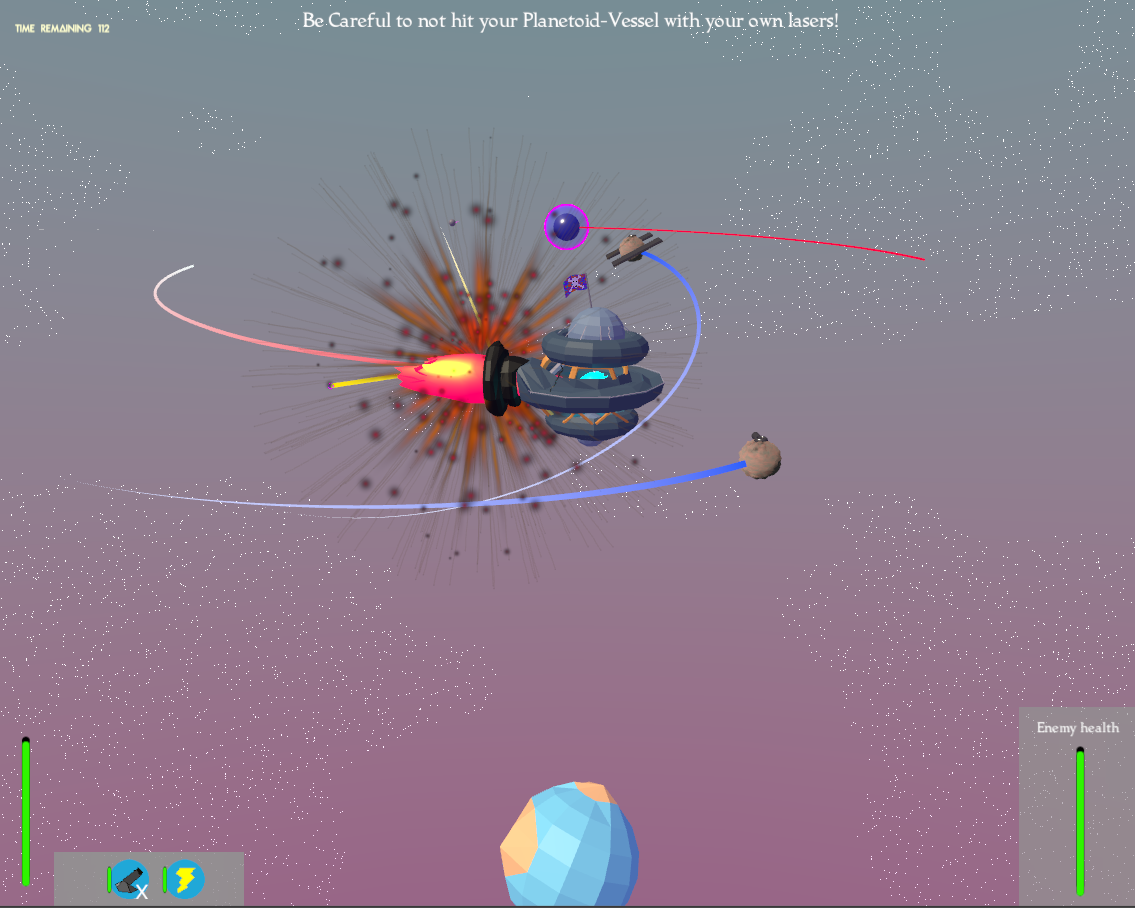 Be Careful to not hit your Planetoid-Vessel with your own lasers!
TIME REMAINING 112
Enemy health
X